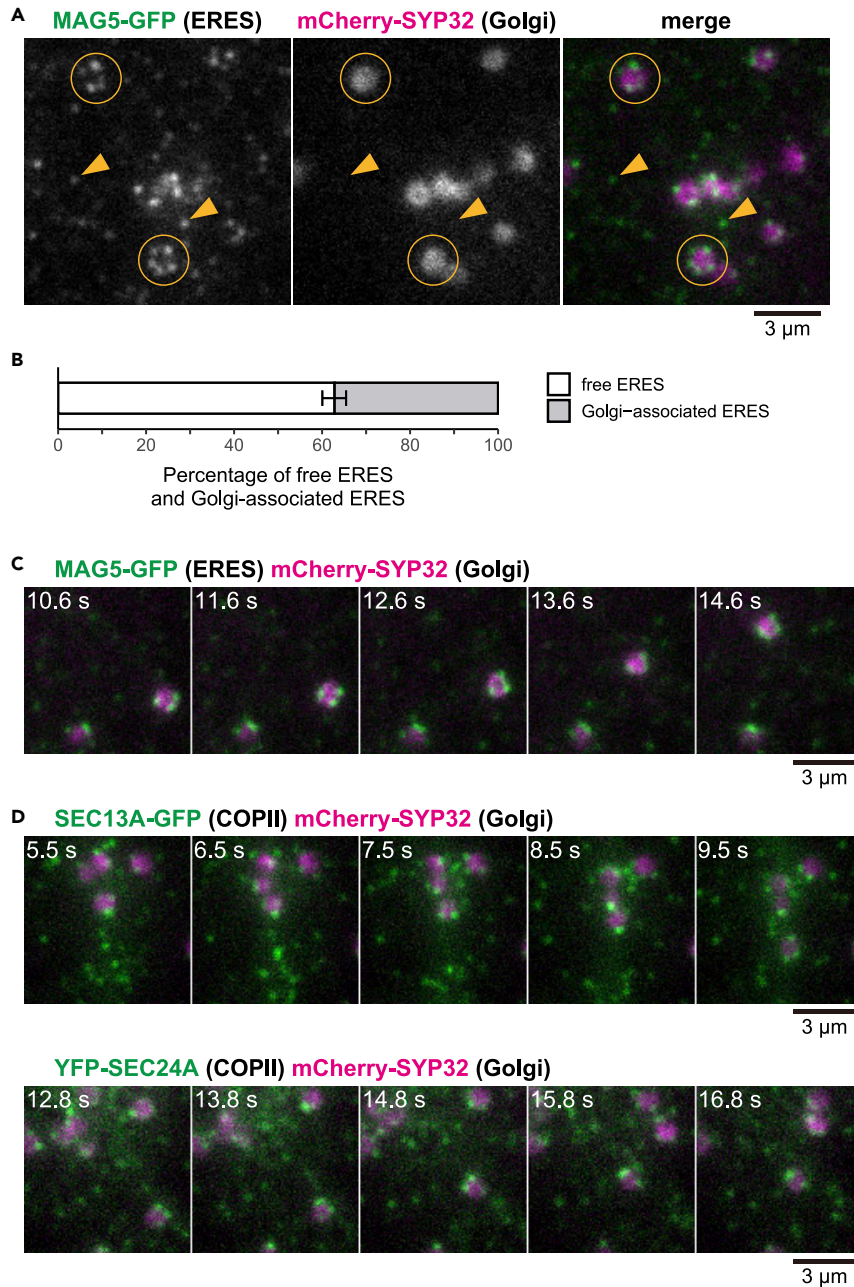 A
MAG5-GFP (ERES)
mCherry-SYP32 (Golgi)
merge
3 μm
B
0 20 40 60 80 100
Percentage of free ERES
and Golgi-associated ERES
free ERES
Golgi−associated ERES
C
MAG5-GFP (ERES) mCherry-SYP32 (Golgi)
10.6 s 11.6 s 12.6 s 13.6 s 14.6 s
3 μm
D
SEC13A-GFP (COPII) mCherry-SYP32 (Golgi)
5.5 s 6.5 s 7.5 s 8.5 s 9.5 s
3 μm
YFP-SEC24A (COPII) mCherry-SYP32 (Golgi)
12.8 s 13.8 s 14.8 s 15.8 s 16.8 s
3 μm